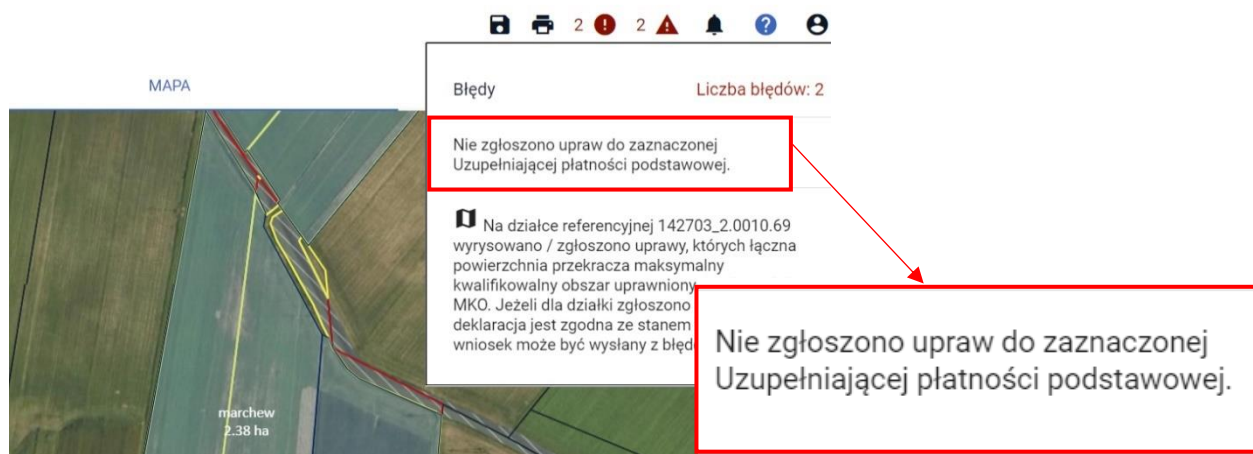 2 2
MAPA
Błędy Liczba błędów: 2
Nie zgłoszono upraw do zaznaczonej
Uzupełniającej płatności podstawowej.
Na działce referencyjnej 142703_2.0010.69
wyrysowano / zgłoszono uprawy, których łączna
powierzchnia przekracza maksymalny
kwalifikowalny obszar uprawniony
MKO. Jeżeli dla działki zgłoszono
deklaracja jest zgodna ze stanem
wniosek może być wysłany z
marchew
2.38 ha
Nie zgłoszono upraw do zaznaczonej
Uzupełniającej płatności podstawowej.